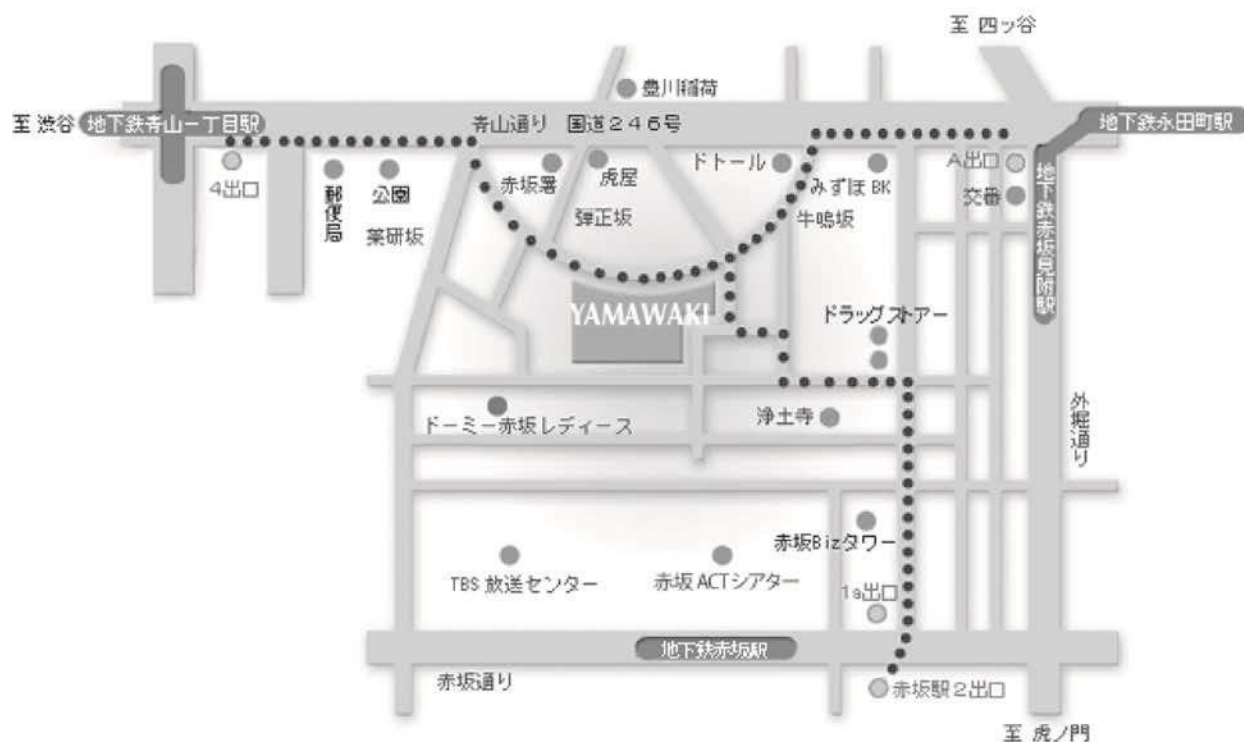 至 四ッ谷
豊川稲荷
至 渋谷
地下鉄青山一丁目駅
青山通り 国道246号
地下鉄永田町駅
4出口
郵便局
公園
薬研坂
赤坂署
虎屋
弾正坂
ドトール
みずほBK
牛鳴坂
A出口
交番
地下鉄赤坂見附駅
YAMAWAKI
ドラッグストアー
ドーミー赤坂レディース
浄土寺
外堀通り
赤坂Bizタワー
TBS 放送センター
赤坂ACTシアター
1a出口
地下鉄赤坂駅
赤坂通り
赤坂駅2出口
至 虎ノ門